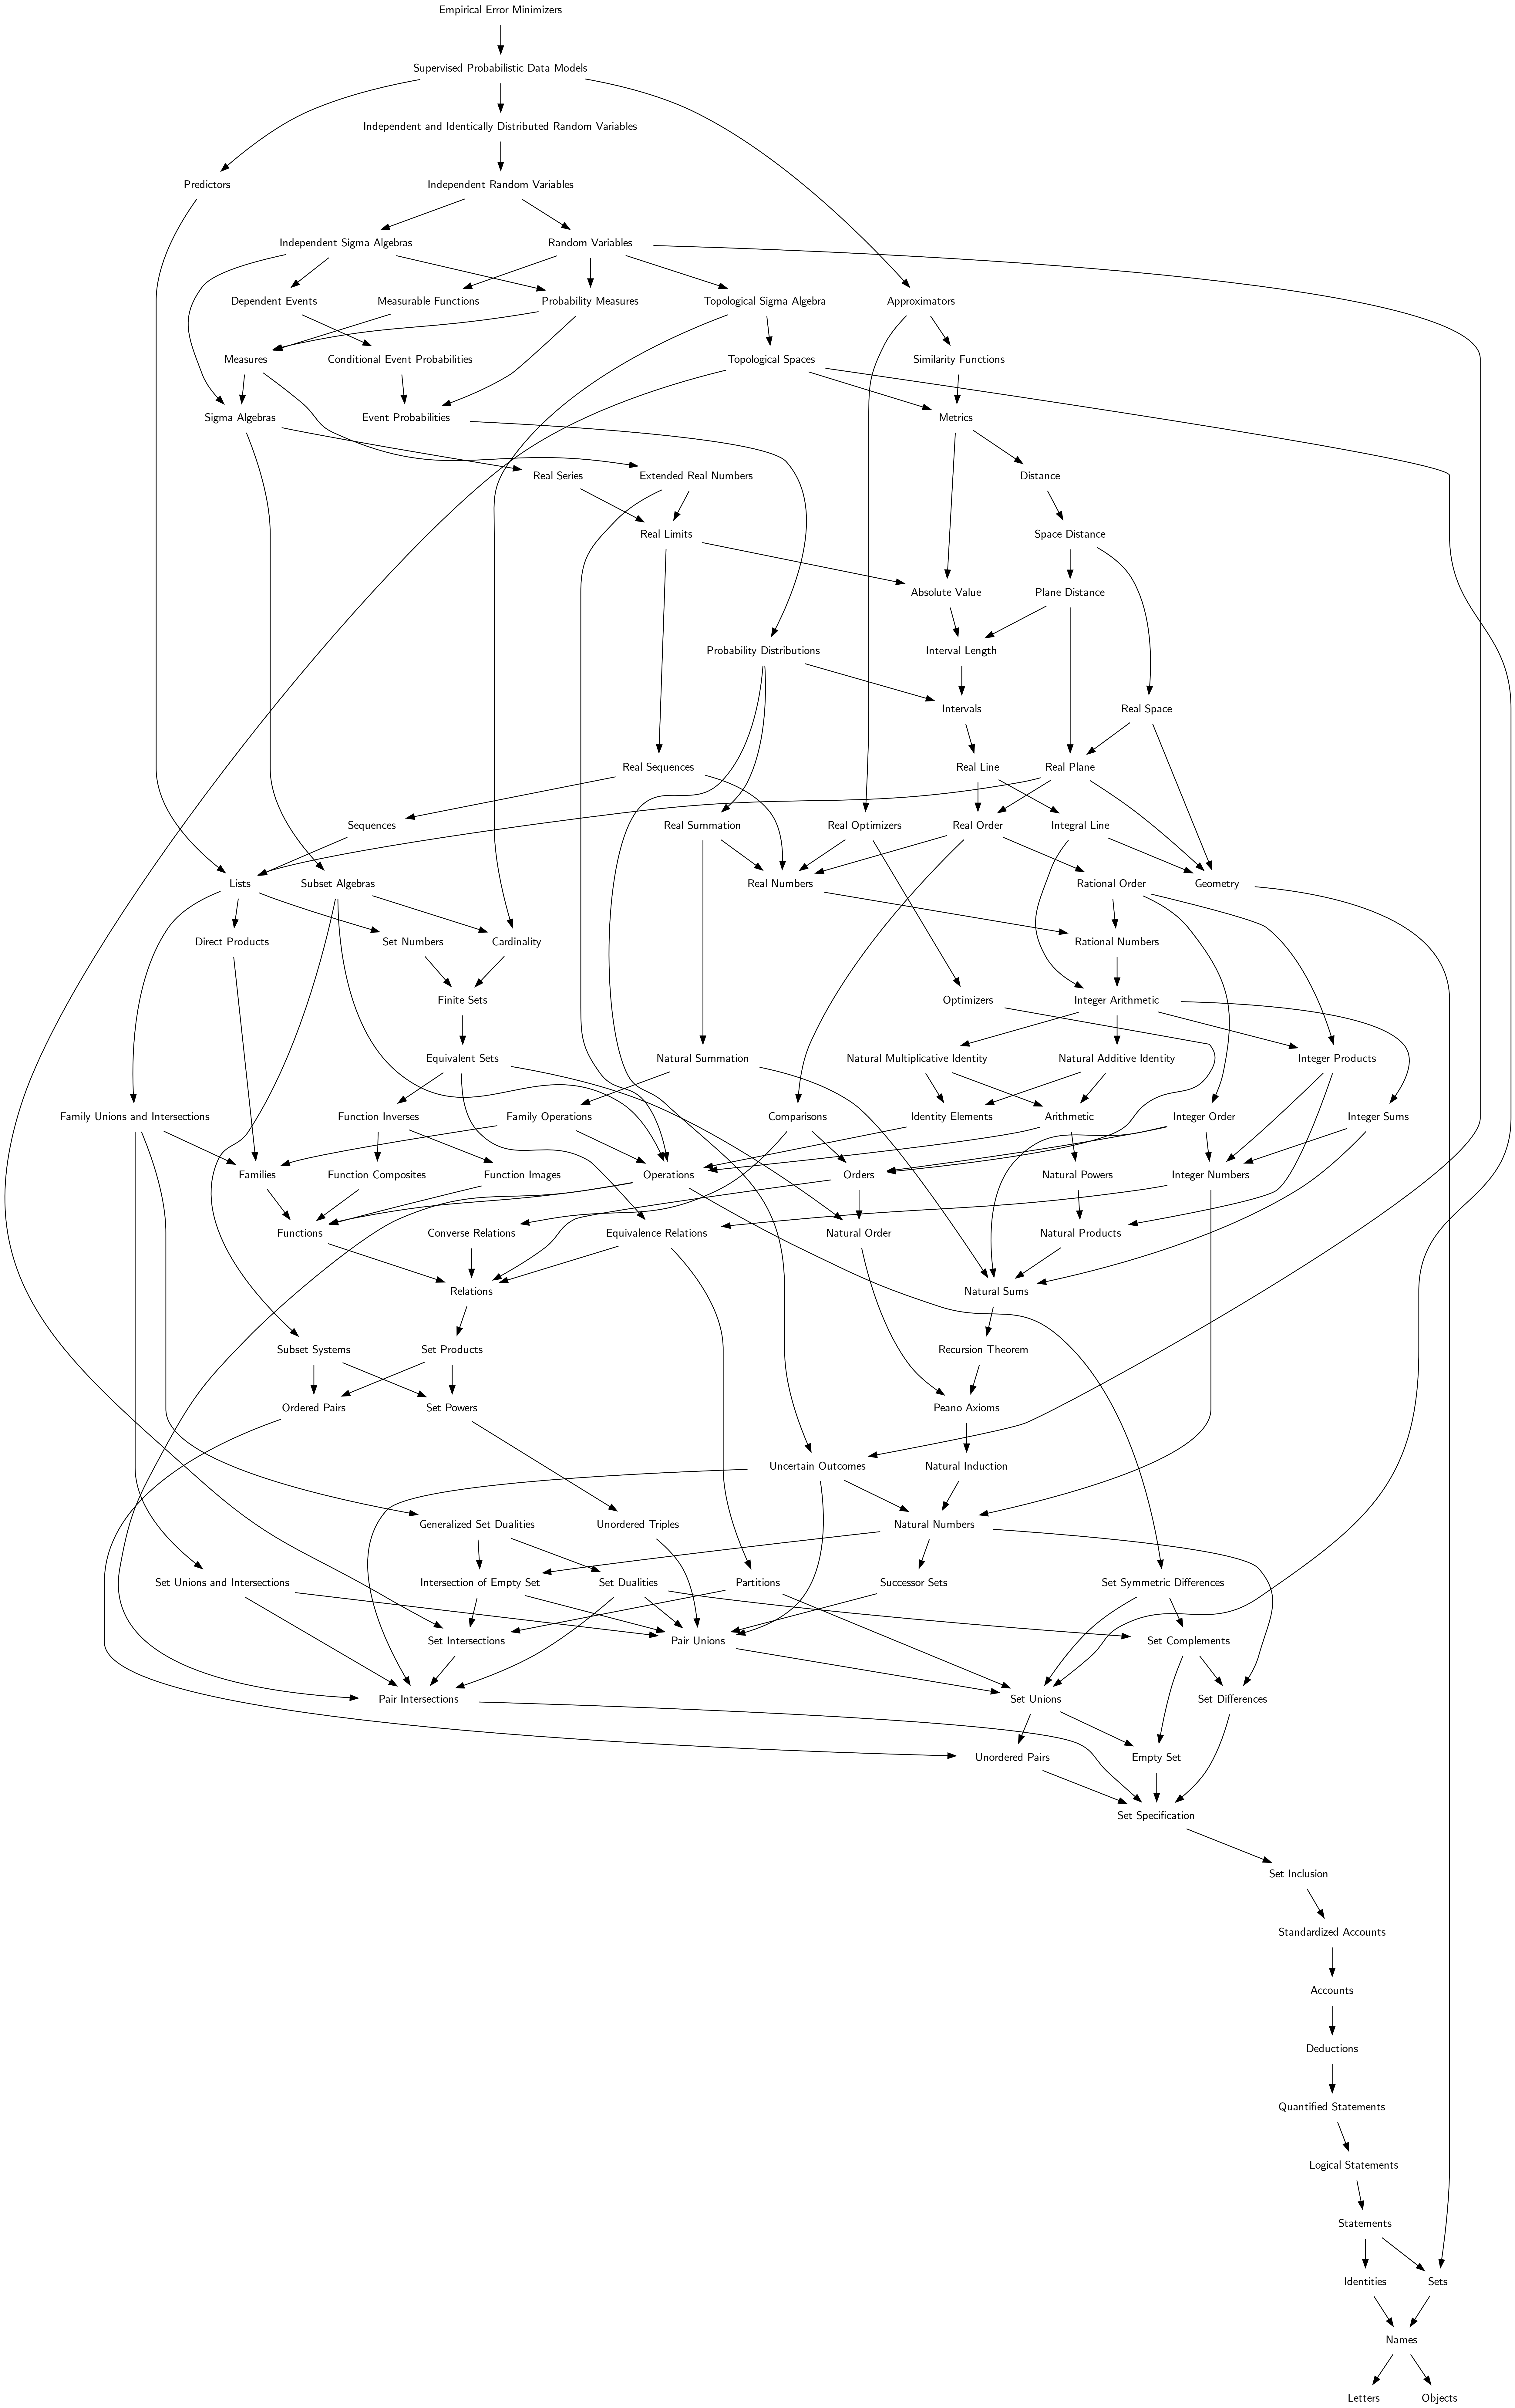 Empirical Error Minimizers
Supervised Probabilistic Data Models
Independent and Identically Distributed Random Variables
Predictors
Independent Random Variables
Independent Sigma Algebras
Random Variables
Dependent Events
Measurable Functions
Probability Measures
Topological Sigma Algebra
Approximators
Measures
Conditional Event Probabilities
Topological Spaces
Similarity Functions
Sigma Algebras
Event Probabilities
Metrics
Real Series
Extended Real Numbers
Distance
Real Limits
Space Distance
Absolute Value
Plane Distance
Probability Distributions
Interval Length
Intervals
Real Space
Real Sequences
Real Line
Real Plane
Sequences
Real Summation
Real Optimizers
Real Order
Integral Line
Lists
Subset Algebras
Real Numbers
Rational Order
Geometry
Direct Products
Set Numbers
Cardinality
Rational Numbers
Finite Sets
Optimizers
Integer Arithmetic
Equivalent Sets
Natural Summation
Natural Multiplicative Identity
Natural Additive Identity
Integer Products
Family Unions and Intersections
Function Inverses
Family Operations
Comparisons
Identity Elements
Arithmetic
Integer Order
Integer Sums
Families
Function Composites
Function Images
Operations
Orders
Natural Powers
Integer Numbers
Functions
Converse Relations
Equivalence Relations
Natural Order
Natural Products
Relations
Natural Sums
Subset Systems
Set Products
Recursion Theorem
Ordered Pairs
Set Powers
Peano Axioms
Uncertain Outcomes
Natural Induction
Generalized Set Dualities
Unordered Triples
Natural Numbers
Set Unions and Intersections
Intersection of Empty Set
Set Dualities
Partitions
Successor Sets
Set Symmetric Differences
Set Intersections
Pair Unions
Set Complements
Pair Intersections
Set Unions
Set Differences
Unordered Pairs
Empty Set
Set Specification
Set Inclusion
Standardized Accounts
Accounts
Deductions
Quantified Statements
Logical Statements
Statements
Identities
Sets
Names
Letters
Objects